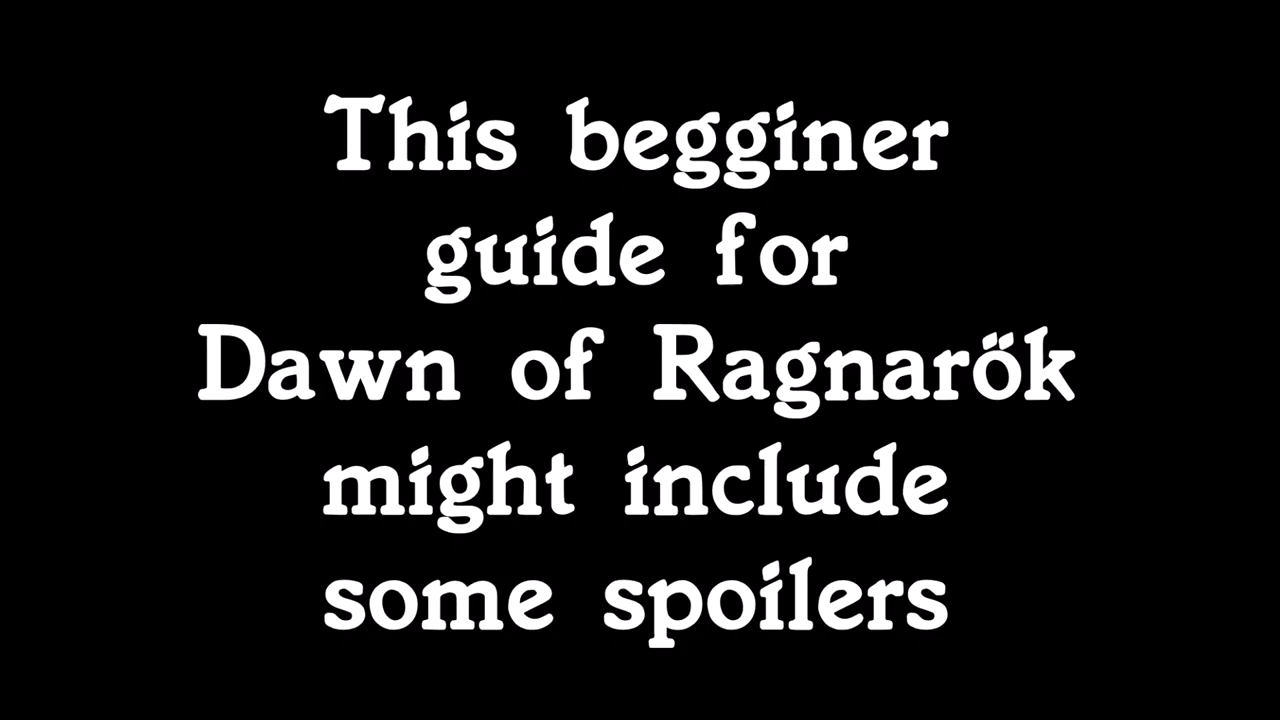 This begginer
guide for
Dawn of Ragnarök
might include
some spoilers